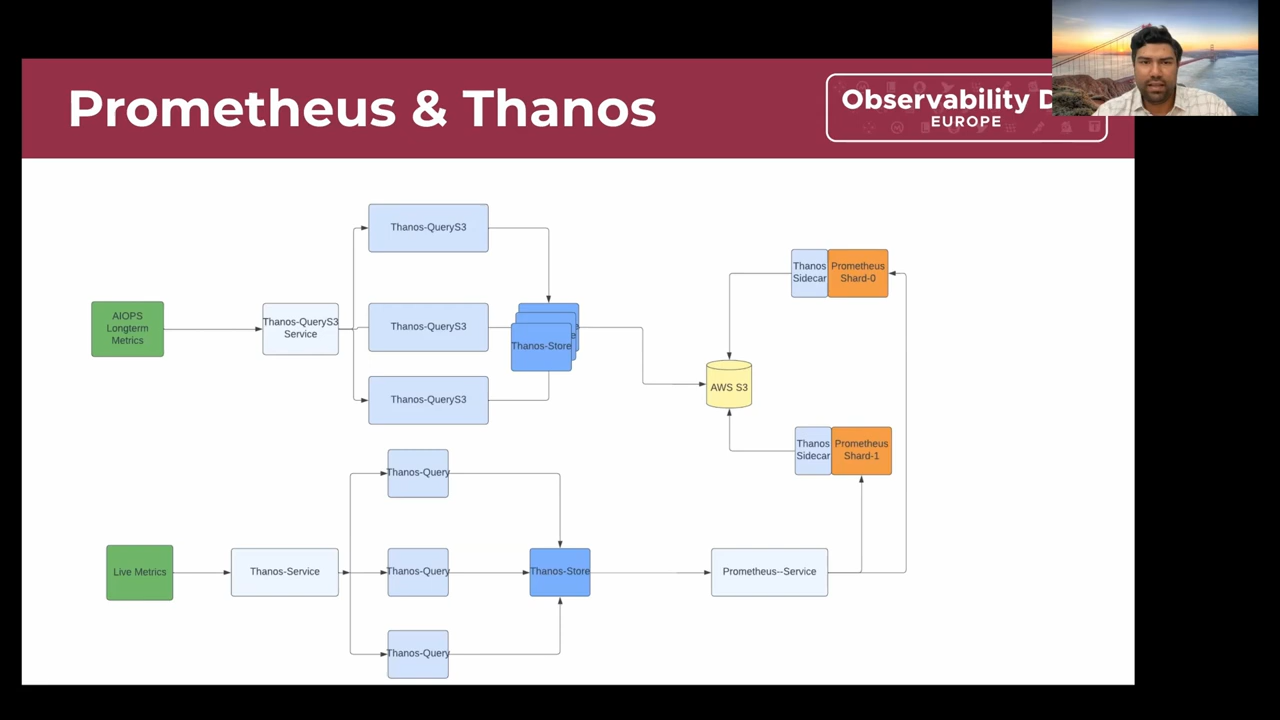 Prometheus & Thanos
Observability D
EUROPE
Thanos-QueryS3
AIOPS
Longterm
Metrics
Thanos-QueryS3
Service
Thanos-QueryS3
Thanos-Store
Thanos-QueryS3
Thanos
Sidecar
Prometheus
Shard-0
AWS S3
Thanos
Sidecar
Prometheus
Shard-1
Thanos-Query
Live Metrics
Thanos-Service
Thanos-Query
Thanos-Store
Prometheus--Service
Thanos-Query